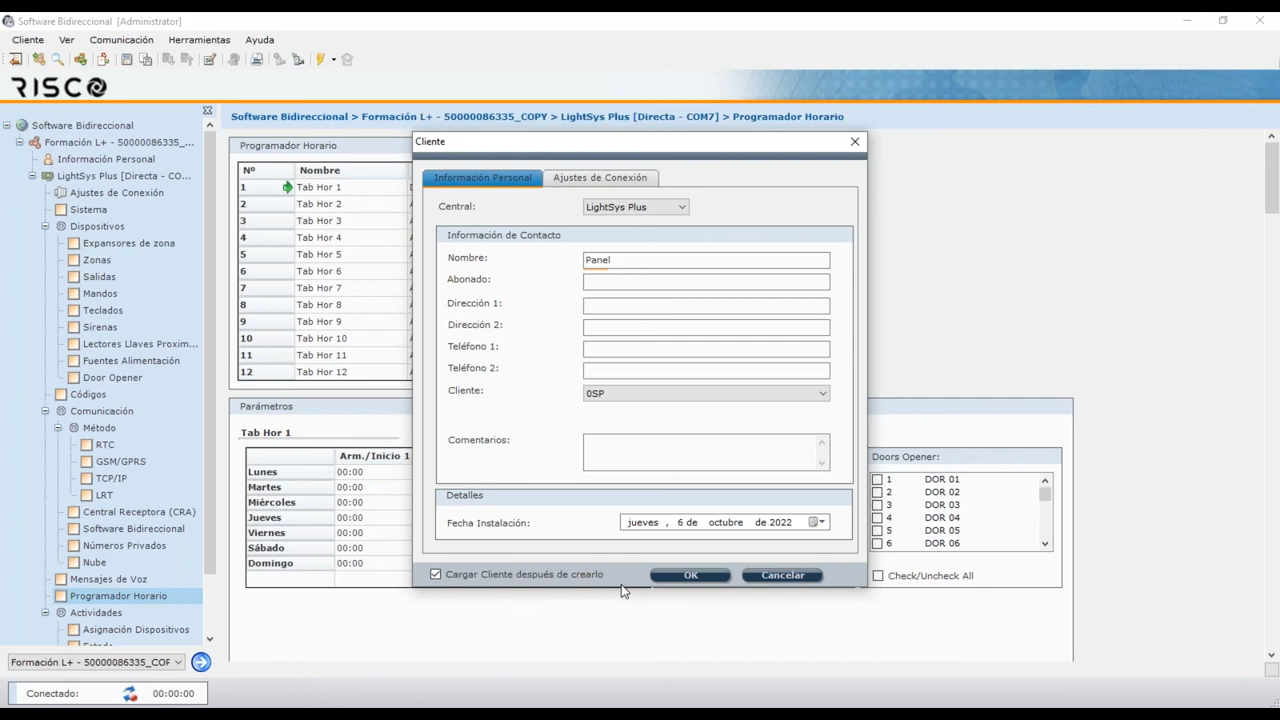 Software Bidireccional [Administrator]
Cliente Ver Comunicación Herramientas Ayuda
RISCO
Software Bidireccional > Formación L+ - 50000086335_COPY > LightSys Plus [Directa - COM7] > Programador Horario
Software Bidireccional
Formación L+ - 50000086335_...
Información Personal
LightSys Plus [Directa - CO...
Ajustes de Conexión
Sistema
Dispositivos
Expansores de zona
Zonas
Salidas
Mandos
Teclados
Sirenas
Lectores Llaves Proxim...
Fuentes Alimentación
Door Opener
Códigos
Comunicación
Método
RTC
GSM/GPRS
TCP/IP
LRT
Central Receptora (CRA)
Software Bidireccional
Números Privados
Nube
Mensajes de Voz
Programador Horario
Actividades
Asignación Dispositivos
Formación L+ - 50000086335_COF
Conectado: 00:00:00
Programador Horario
Nº Nombre
1 Tab Hor 1
2 Tab Hor 2
3 Tab Hor 3
4 Tab Hor 4
5 Tab Hor 5
6 Tab Hor 6
7 Tab Hor 7
8 Tab Hor 8
9 Tab Hor 9
10 Tab Hor 10
11 Tab Hor 11
12 Tab Hor 12
Parámetros
Tab Hor 1
Arm./Inicio 1
Lunes 00:00
Martes 00:00
Miércoles 00:00
Jueves 00:00
Viernes 00:00
Sábado 00:00
Domingo 00:00
Cliente
Información Personal Ajustes de Conexión
Central: LightSys Plus
Información de Contacto
Nombre: Panel
Abonado:
Dirección 1:
Dirección 2:
Teléfono 1:
Teléfono 2:
Cliente: 0SP
Comentarios:
Detalles
Fecha Instalación: jueves , 6 de octubre de 2022
Cargar Cliente después de crearlo OK Cancelar
Doors Opener:
1 DOR 01
2 DOR 02
3 DOR 03
4 DOR 04
5 DOR 05
6 DOR 06
Check/Uncheck All